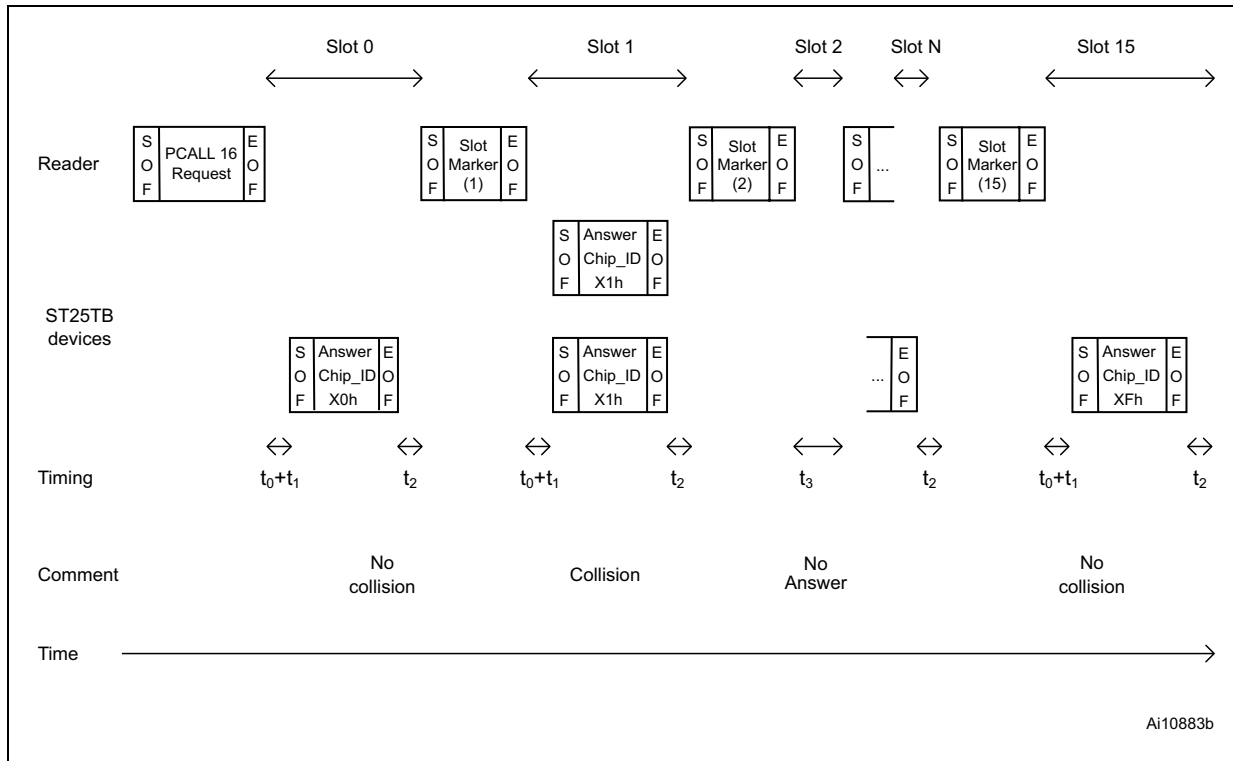 Slot 0 Slot 1 Slot 2 Slot N Slot 15
Reader
S O F PCALL 16 Request E O F
S O F Slot Marker (1) E O F
S O F Slot Marker (2) E O F
S O F ...
S O F Slot Marker (15) E O F
S O F Answer Chip_ID X1h E O F
ST25TB devices
S O F Answer Chip_ID X0h E O F
S O F Answer Chip_ID X1h E O F
... E O F
S O F Answer Chip_ID XFh E O F
Timing t0+t1 t2 t0+t1 t2 t3 t2 t0+t1 t2
Comment No collision Collision No Answer No collision
Time
Ai10883b